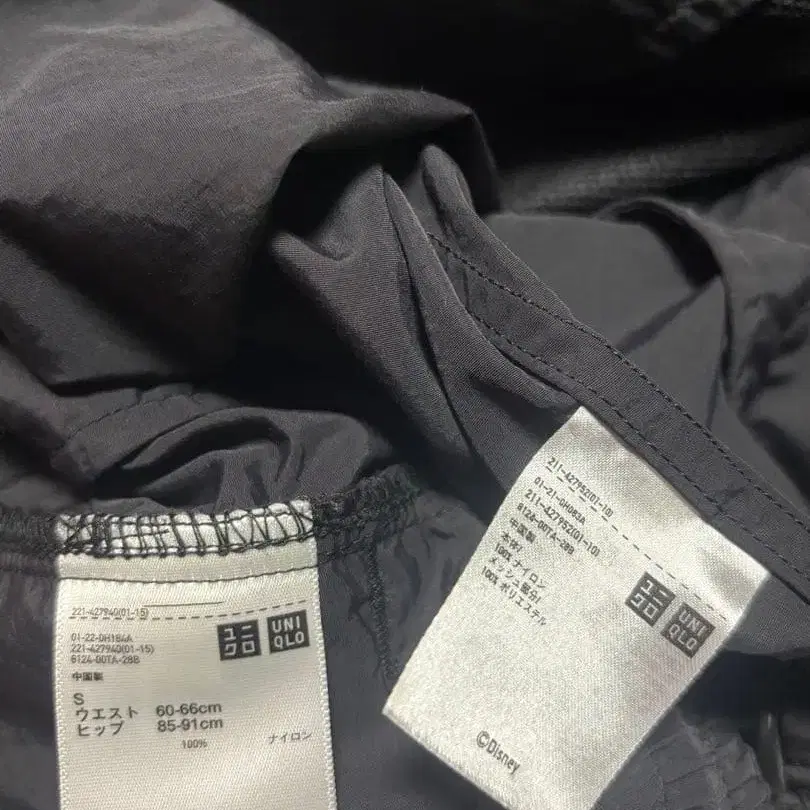 221-427940(01-15)
01-22-0H184A
221-427940(01-15)
6124-00TA-28B
中国製
ユニ
クロ
UNI
QLO
S
ウエスト 60-66cm
ヒップ 85-91cm
100% ナイロン
211-427952(01-10)
01-21-0H083A
211-427952(01-10)
6124-00TA-28B
中国製
本体/
100% ナイロン
メッシュ部分/
100% ポリエステル
ユニ
クロ
UNI
QLO
©Disney